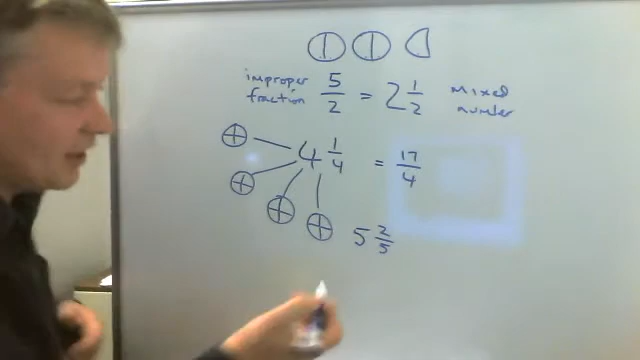 improper fraction 5/2 = 2 1/2 mixed number
4 1/4 = 17/4
5 2/5